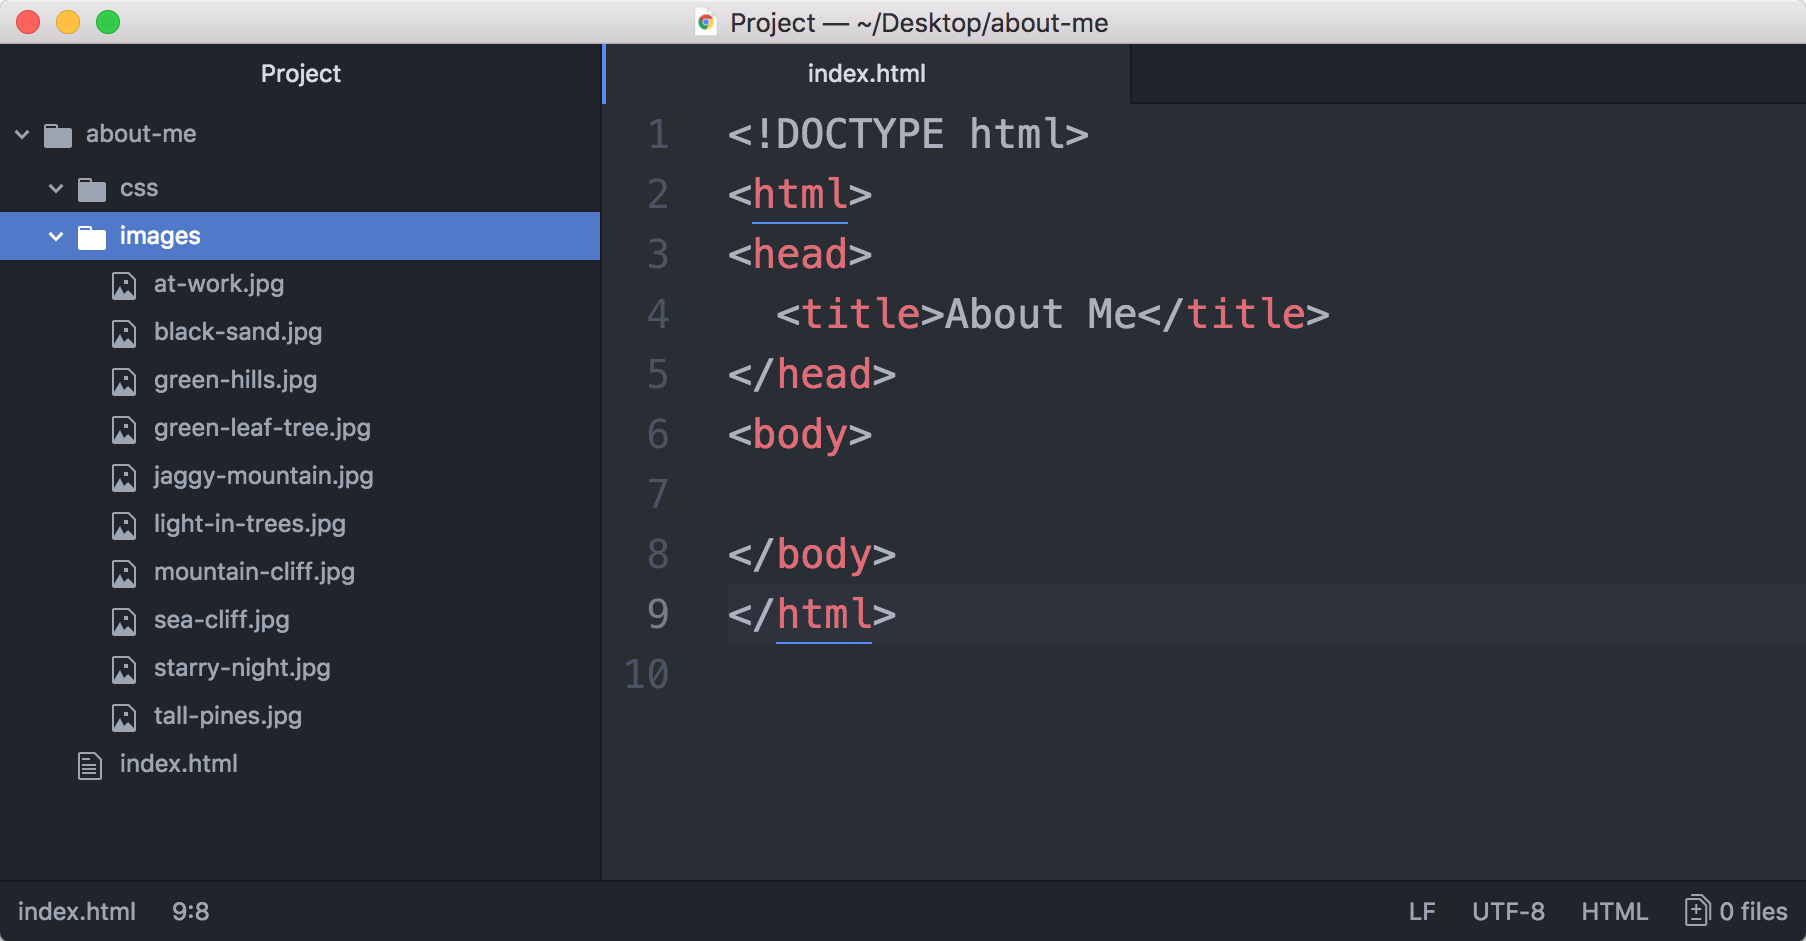 Project — ~/Desktop/about-me
Project
about-me
css
images
at-work.jpg
black-sand.jpg
green-hills.jpg
green-leaf-tree.jpg
jaggy-mountain.jpg
light-in-trees.jpg
mountain-cliff.jpg
sea-cliff.jpg
starry-night.jpg
tall-pines.jpg
index.html
index.html
1 <!DOCTYPE html>
2 <html>
3 <head>
4   <title>About Me</title>
5 </head>
6 <body>
7
8 </body>
9 </html>
10
index.html 9:8 LF UTF-8 HTML 0 files